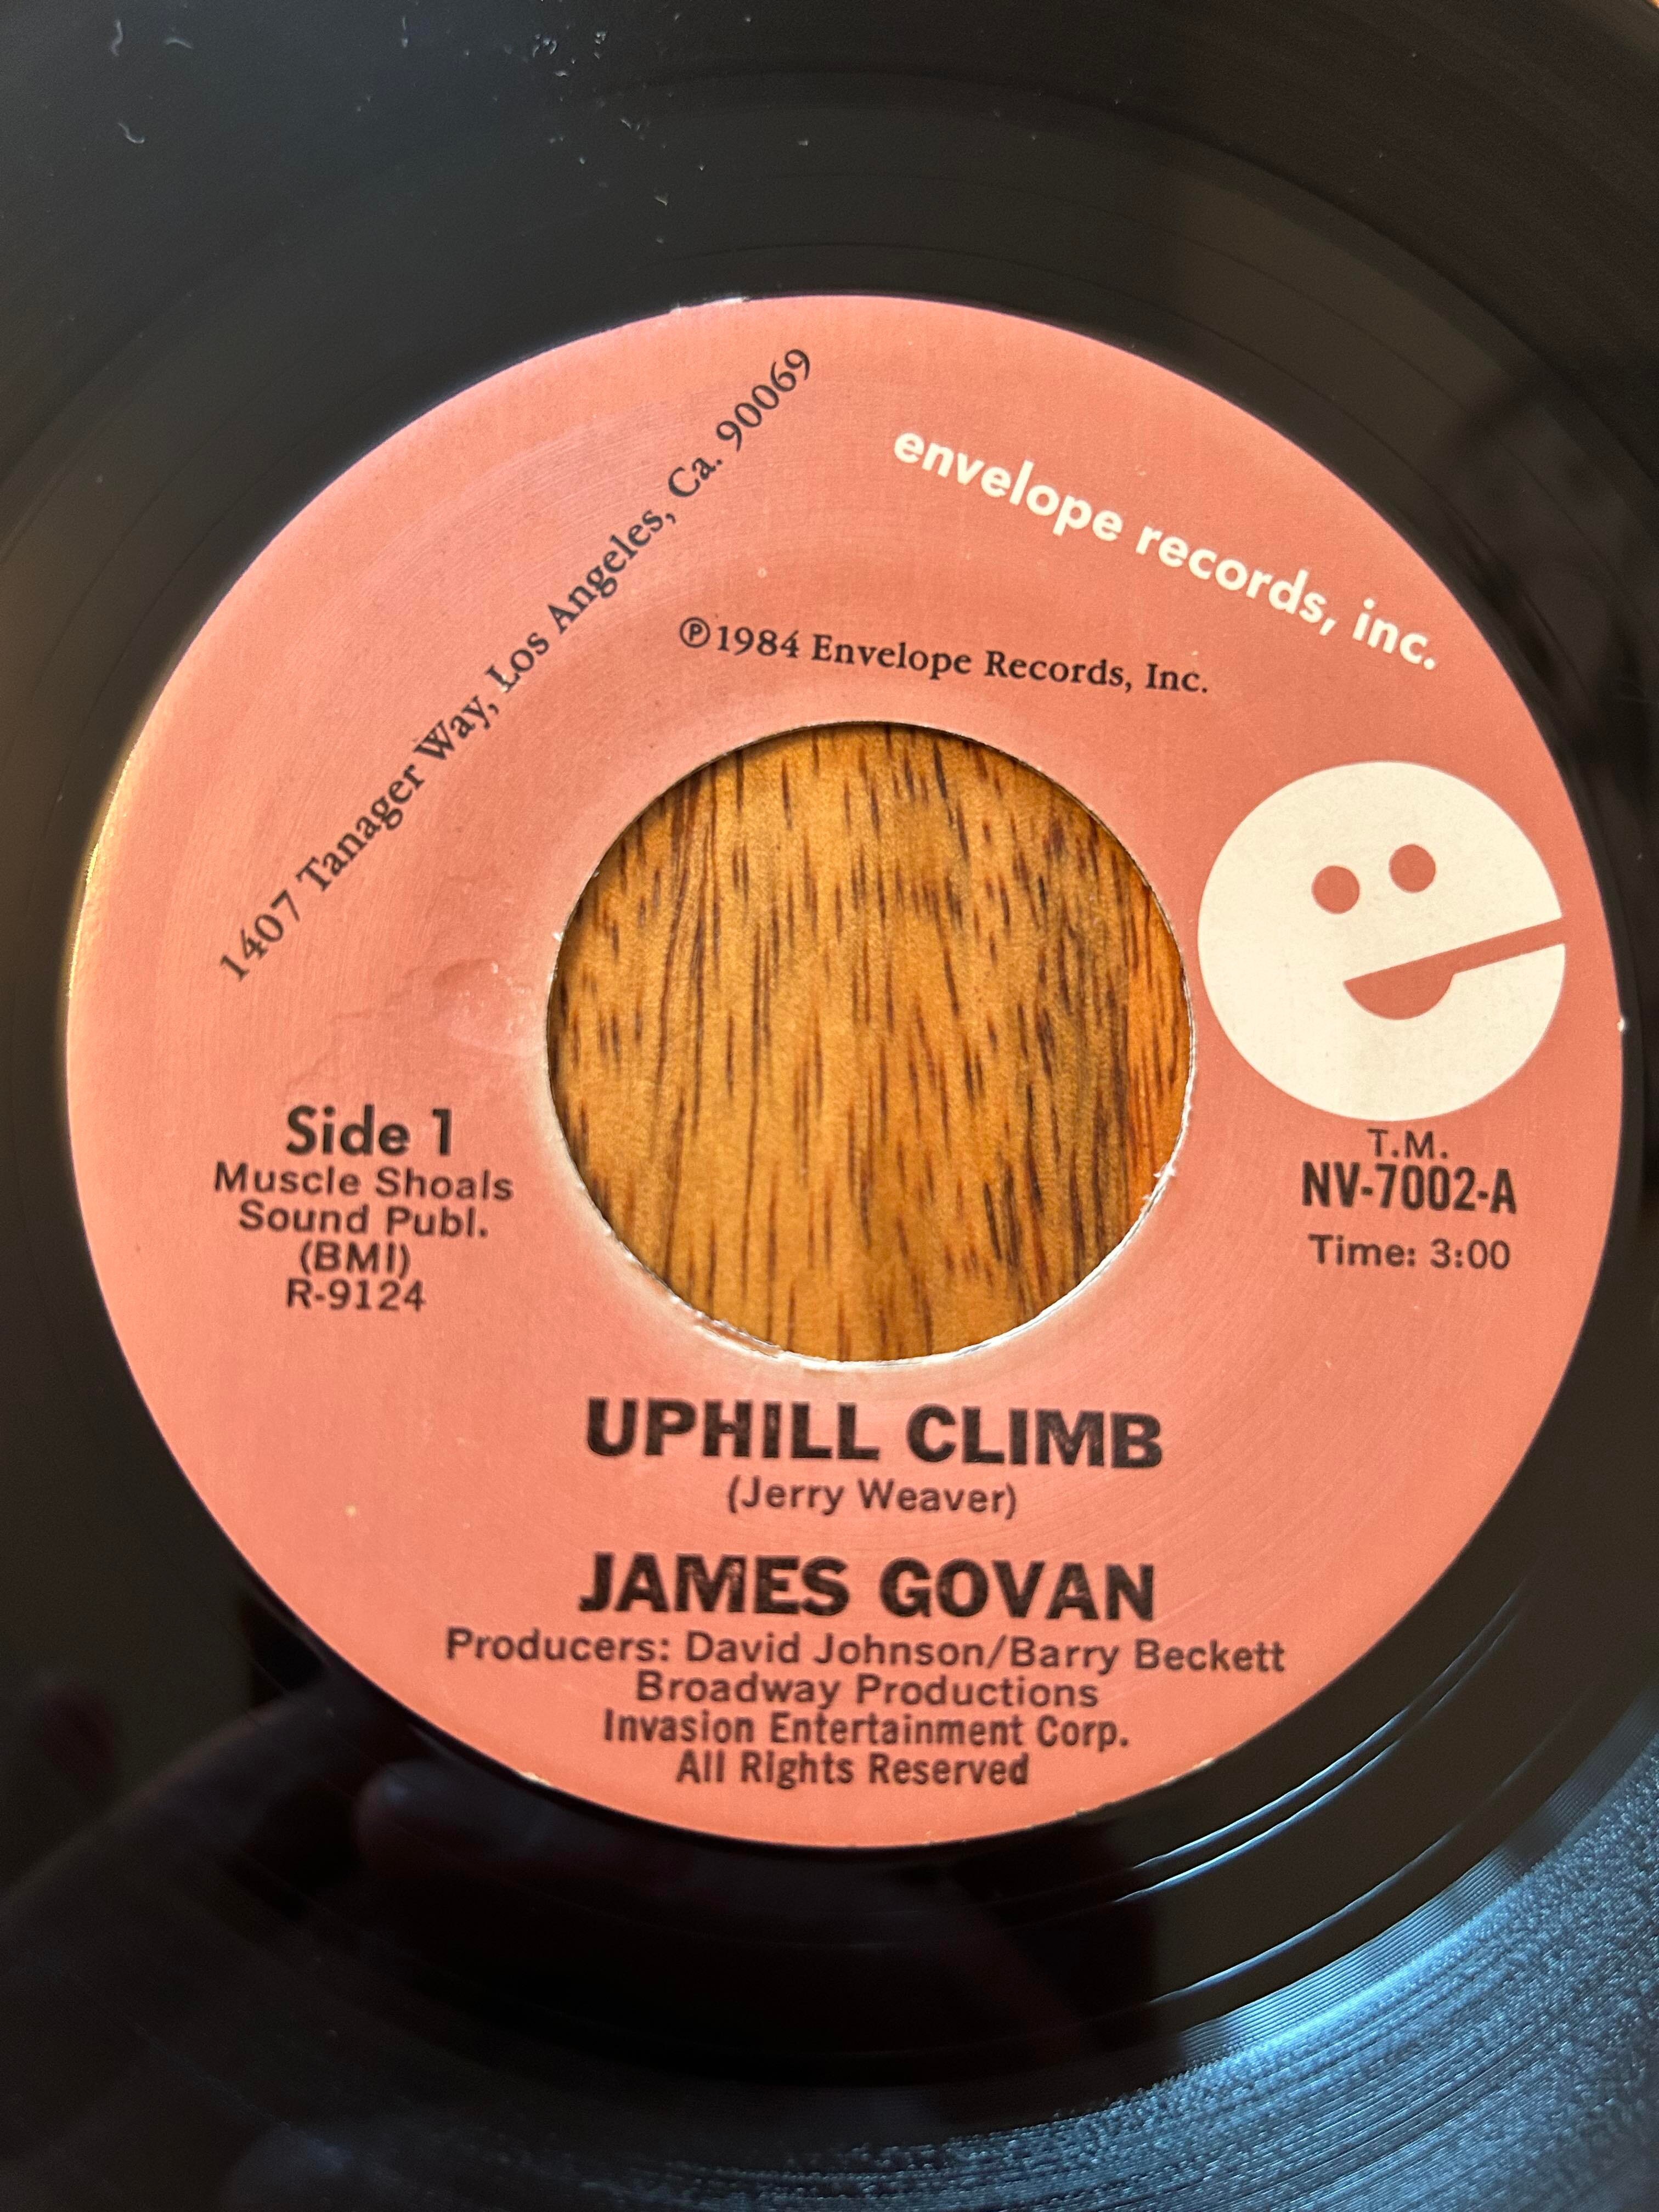 1407 Tanager Way, Los Angeles, Ca. 90069
envelope records, inc.
Ⓟ1984 Envelope Records, Inc.
Side 1
Muscle Shoals
Sound Publ.
(BMI)
R-9124
T.M.
NV-7002-A
Time: 3:00
UPHILL CLIMB
(Jerry Weaver)
JAMES GOVAN
Producers: David Johnson/Barry Beckett
Broadway Productions
Invasion Entertainment Corp.
All Rights Reserved